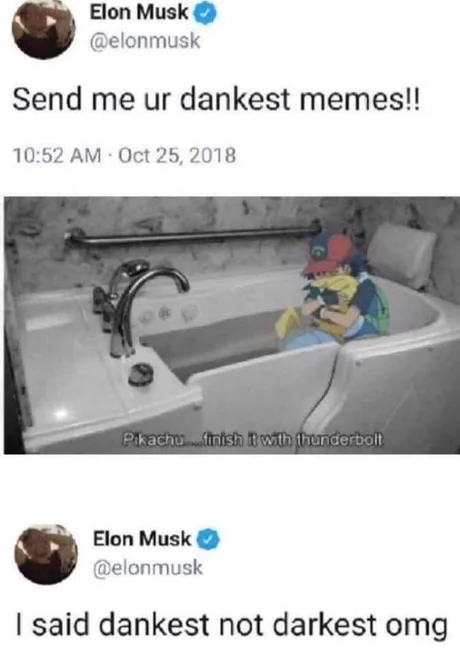 Elon Musk
@elonmusk
Send me ur dankest memes!!
10:52 AM · Oct 25, 2018
Pikachu....finish it with thunderbolt
Elon Musk
@elonmusk
I said dankest not darkest omg